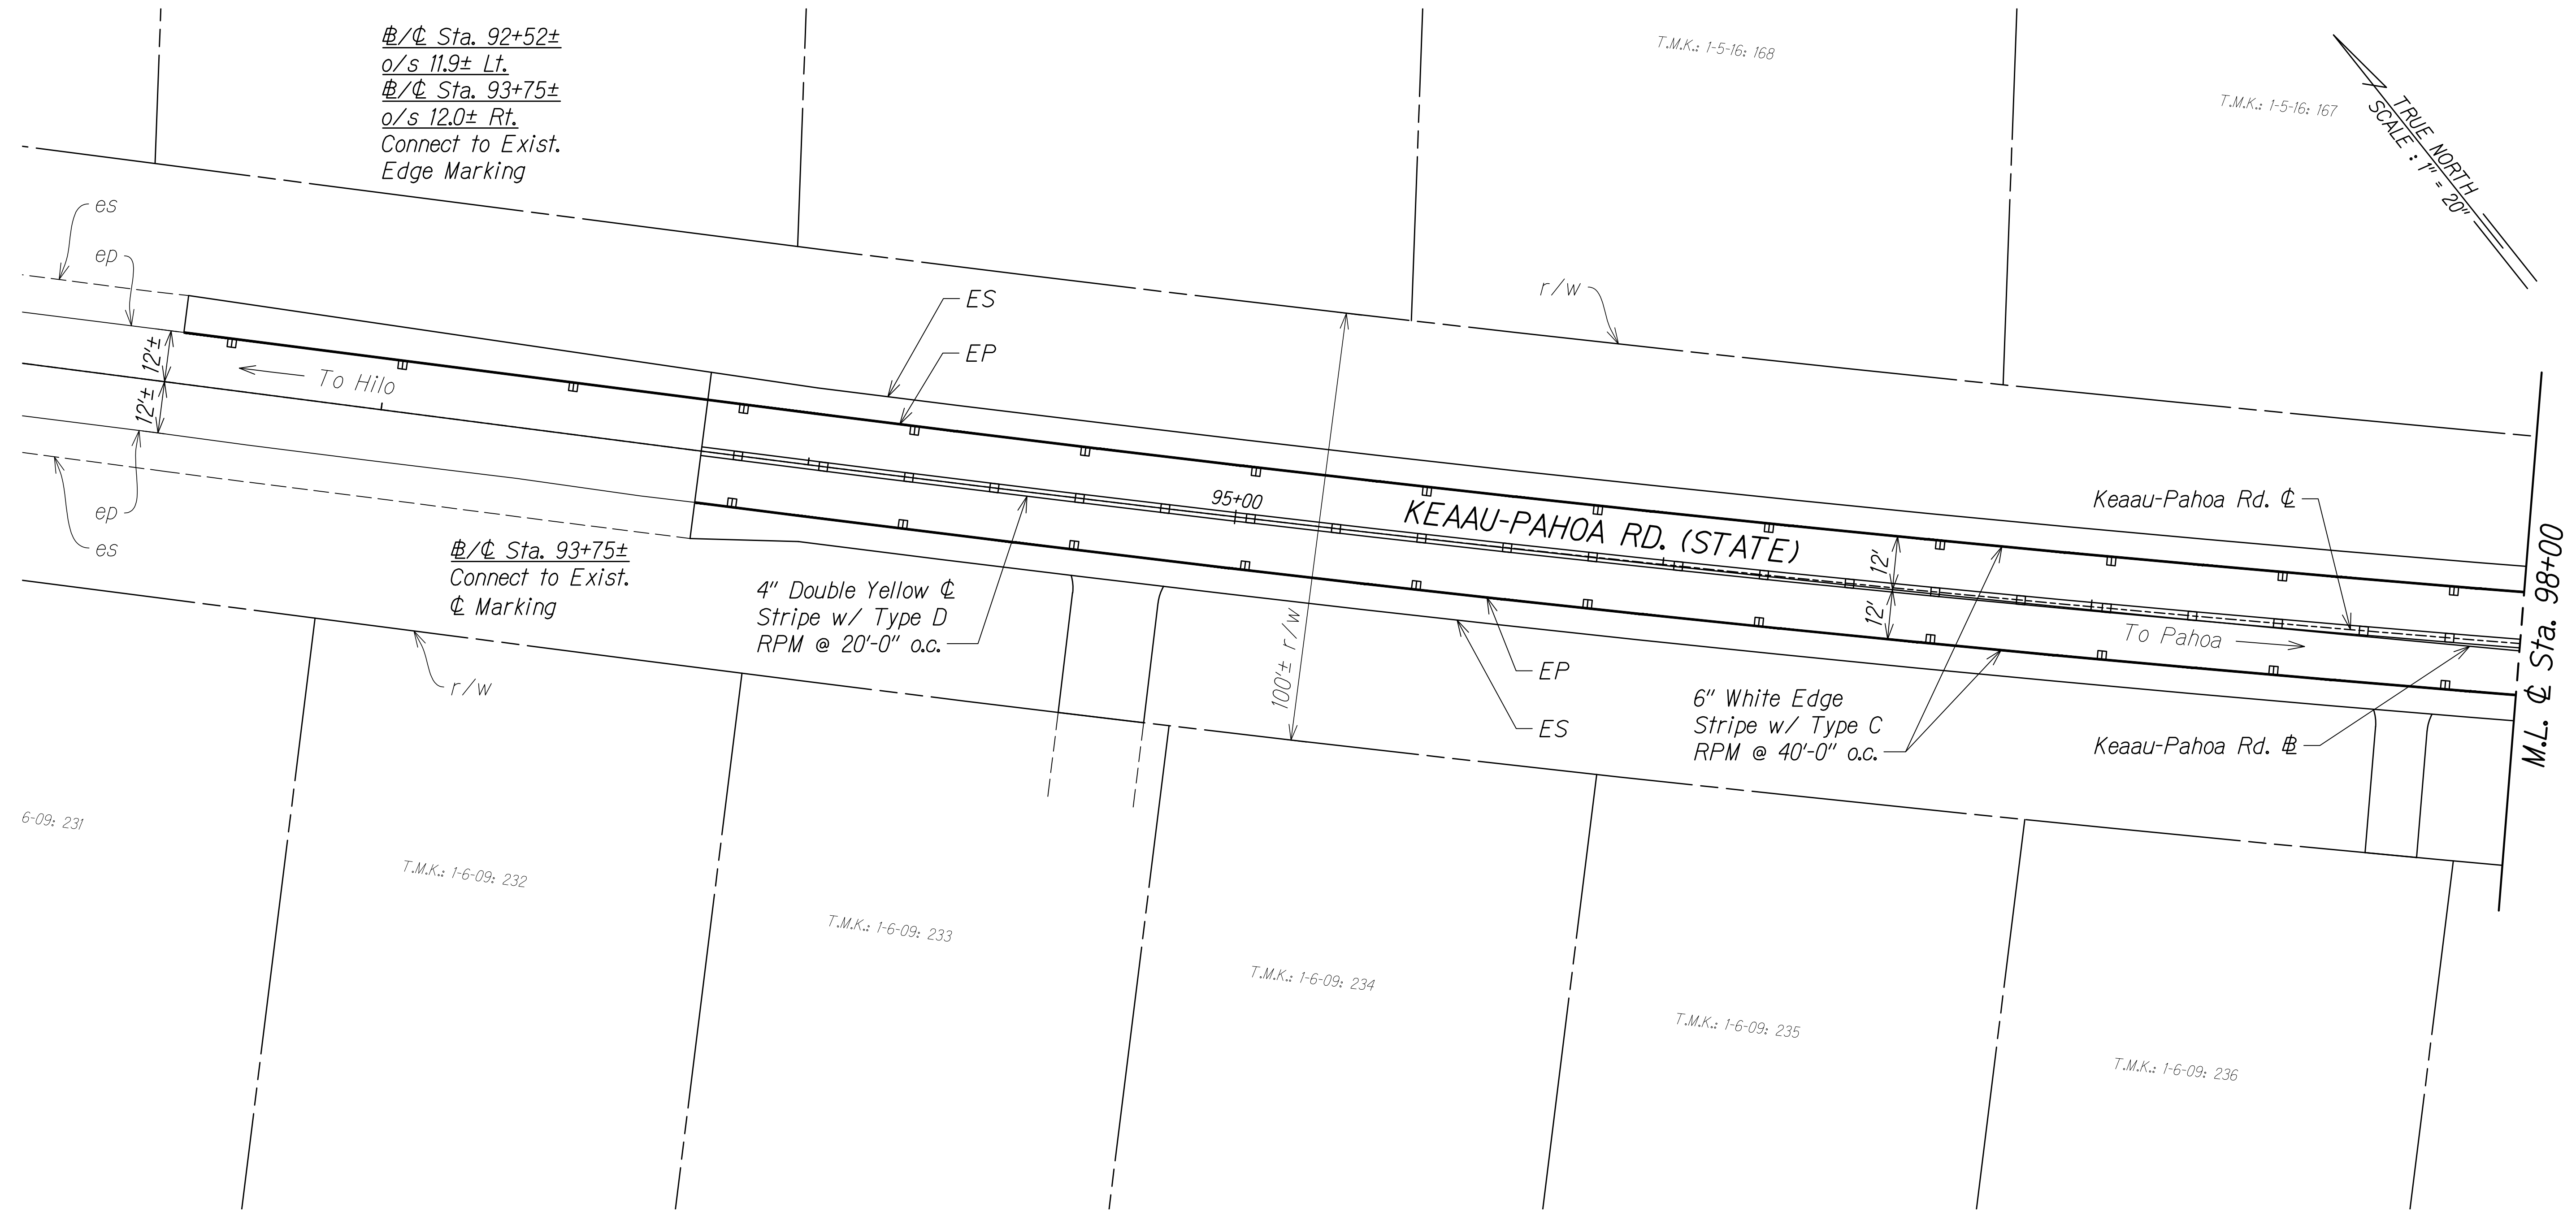 ℄/℄ Sta. 92+52±
o/s 11.9± Lt.
℄/℄ Sta. 93+75±
o/s 12.0± Rt.
Connect to Exist.
Edge Marking
T.M.K.: 1-5-16: 168
T.M.K.: 1-5-16: 167
TRUE NORTH
SCALE : 1" = 20"
es
ep
12'±
12'±
To Hilo
ep
es
ES
EP
r/w
95+00
KEAAU-PAHOA RD. (STATE)
Keaau-Pahoa Rd. ℄
12'
12'
To Pahoa
M.L. ℄ Sta. 98+00
℄/℄ Sta. 93+75±
Connect to Exist.
℄ Marking
4" Double Yellow ℄
Stripe w/ Type D
RPM @ 20'-0" o.c.
r/w
100'± r/w
EP
ES
6" White Edge
Stripe w/ Type C
RPM @ 40'-0" o.c.
Keaau-Pahoa Rd. ℄
6-09: 231
T.M.K.: 1-6-09: 232
T.M.K.: 1-6-09: 233
T.M.K.: 1-6-09: 234
T.M.K.: 1-6-09: 235
T.M.K.: 1-6-09: 236